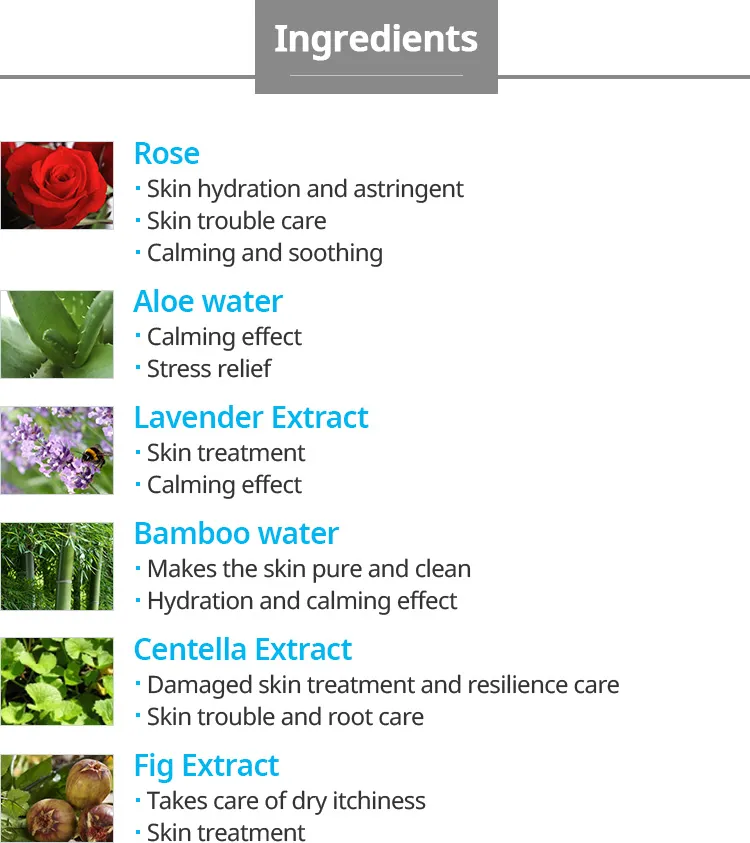 Ingredients
Rose
· Skin hydration and astringent
· Skin trouble care
· Calming and soothing
Aloe water
· Calming effect
· Stress relief
Lavender Extract
· Skin treatment
· Calming effect
Bamboo water
· Makes the skin pure and clean
· Hydration and calming effect
Centella Extract
· Damaged skin treatment and resilience care
· Skin trouble and root care
Fig Extract
· Takes care of dry itchiness
· Skin treatment